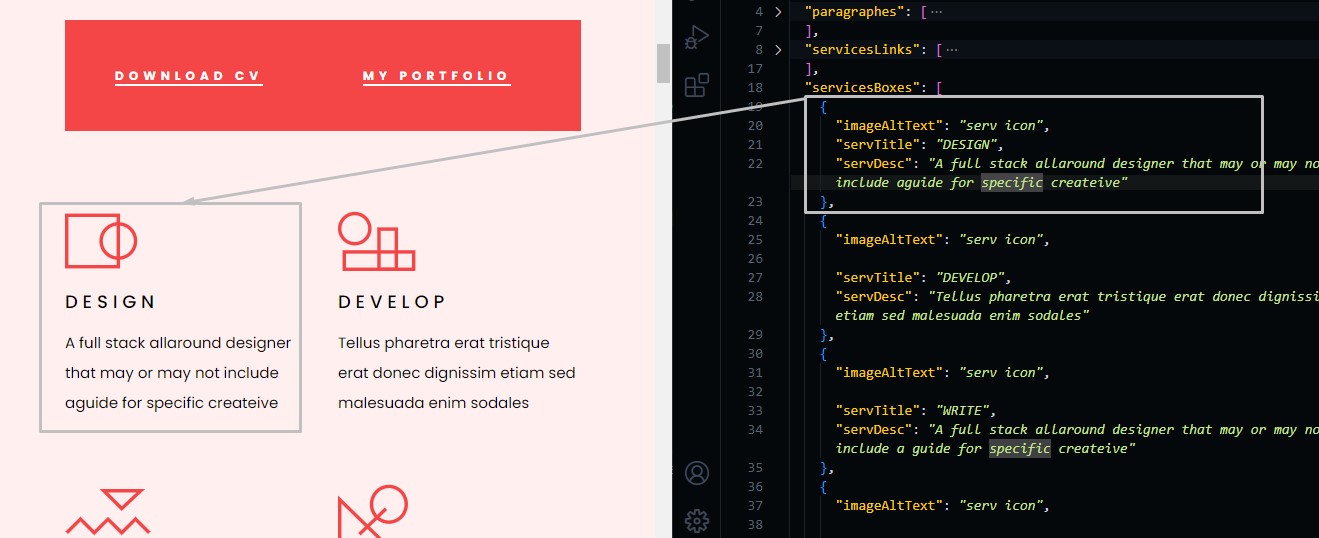 DOWNLOAD CV
MY PORTFOLIO
DESIGN
A full stack allaround designer
that may or may not include
aguide for specific createive
DEVELOP
Tellus pharetra erat tristique
erat donec dignissim etiam sed
malesuada enim sodales
4 "paragraphes": [ ···
7 ],
8 "servicesLinks": [ ···
17 ],
18 "servicesBoxes": [
19 {
20 "imageAltText": "serv icon",
21 "servTitle": "DESIGN",
22 "servDesc": "A full stack allaround designer that may or may no
include aguide for specific createive"
23 },
24 {
25 "imageAltText": "serv icon",
26
27 "servTitle": "DEVELOP",
28 "servDesc": "Tellus pharetra erat tristique erat donec dignissi
etiam sed malesuada enim sodales"
29 },
30 {
31 "imageAltText": "serv icon",
32
33 "servTitle": "WRITE",
34 "servDesc": "A full stack allaround designer that may or may no
include a guide for specific createive"
35 },
36 {
37 "imageAltText": "serv icon",
38